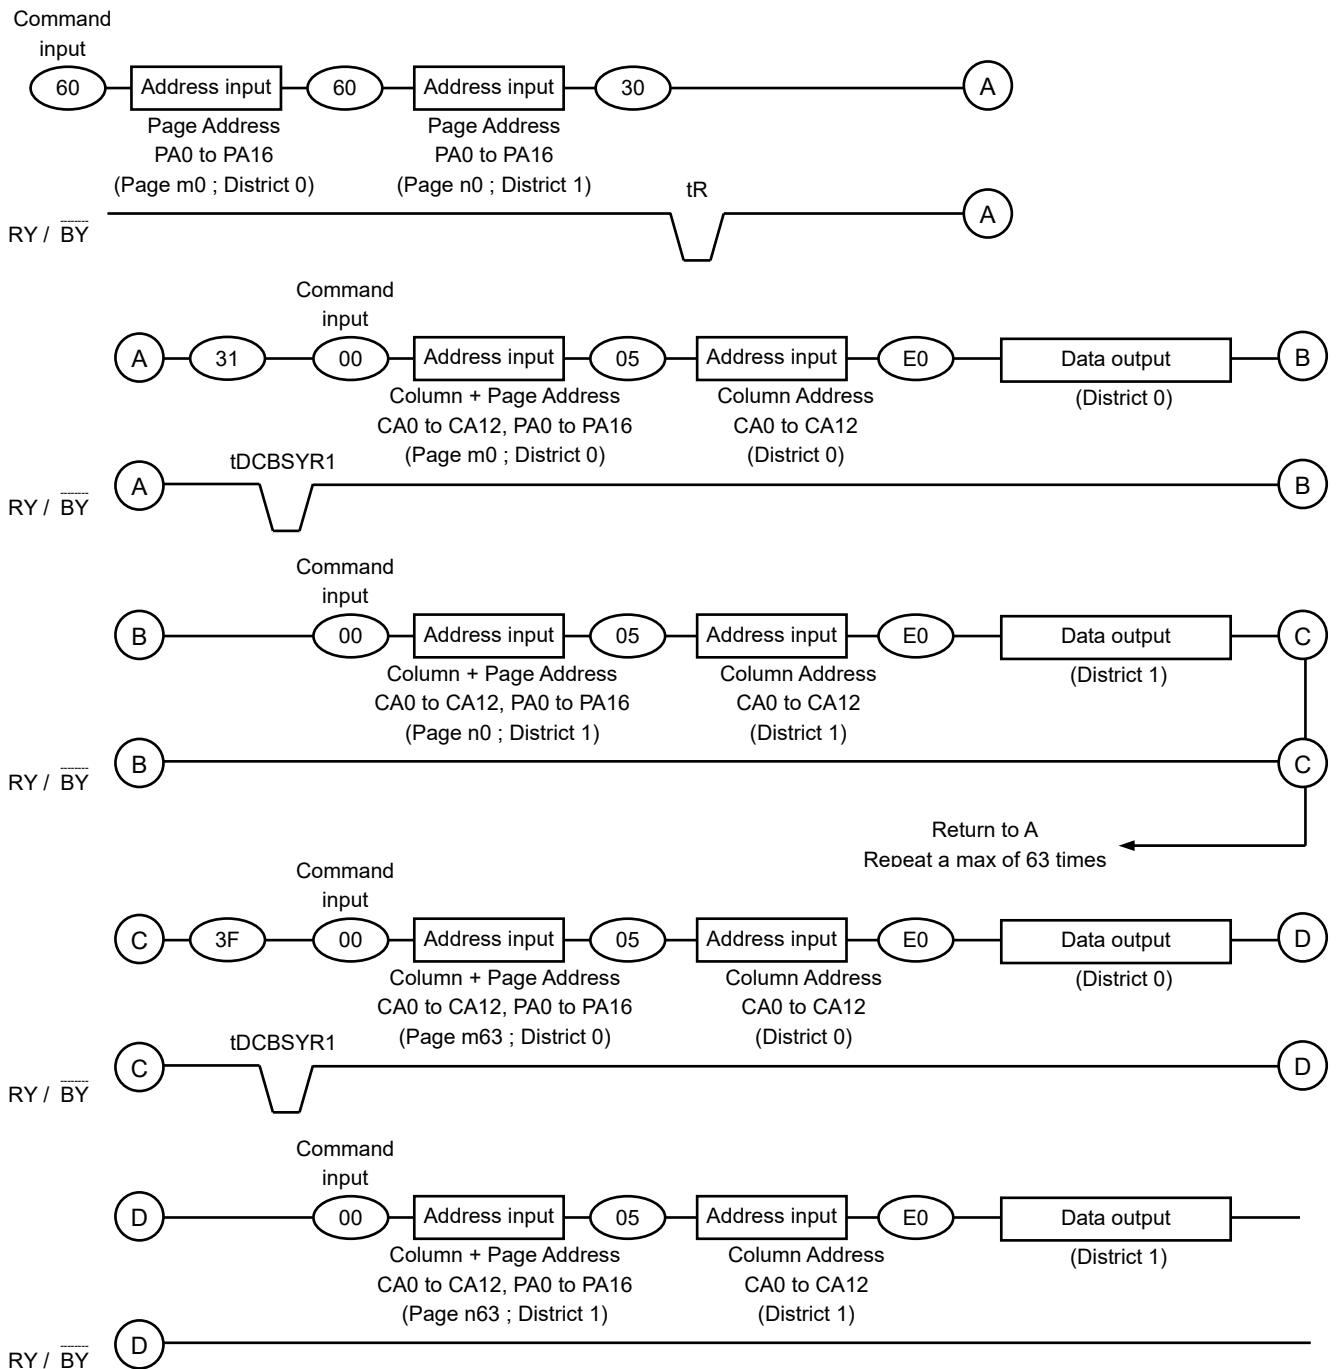 Command
input
60 Address input 60 Address input 30 A
Page Address Page Address
PA0 to PA16 PA0 to PA16
(Page m0 ; District 0) (Page n0 ; District 1)
tR
RY / BY A
Command
input
A 31 00 Address input 05 Address input E0 Data output B
Column + Page Address Column Address (District 0)
CA0 to CA12, PA0 to PA16 CA0 to CA12
(Page m0 ; District 0) (District 0)
tDCBSYR1
RY / BY A B
Command
input
B 00 Address input 05 Address input E0 Data output C
Column + Page Address Column Address (District 1)
CA0 to CA12, PA0 to PA16 CA0 to CA12
(Page n0 ; District 1) (District 1)
RY / BY B C
Return to A
Repeat a max of 63 times
Command
input
C 3F 00 Address input 05 Address input E0 Data output D
Column + Page Address Column Address (District 0)
CA0 to CA12, PA0 to PA16 CA0 to CA12
(Page m63 ; District 0) (District 0)
tDCBSYR1
RY / BY C D
Command
input
D 00 Address input 05 Address input E0 Data output
Column + Page Address Column Address (District 1)
CA0 to CA12, PA0 to PA16 CA0 to CA12
(Page n63 ; District 1) (District 1)
RY / BY D